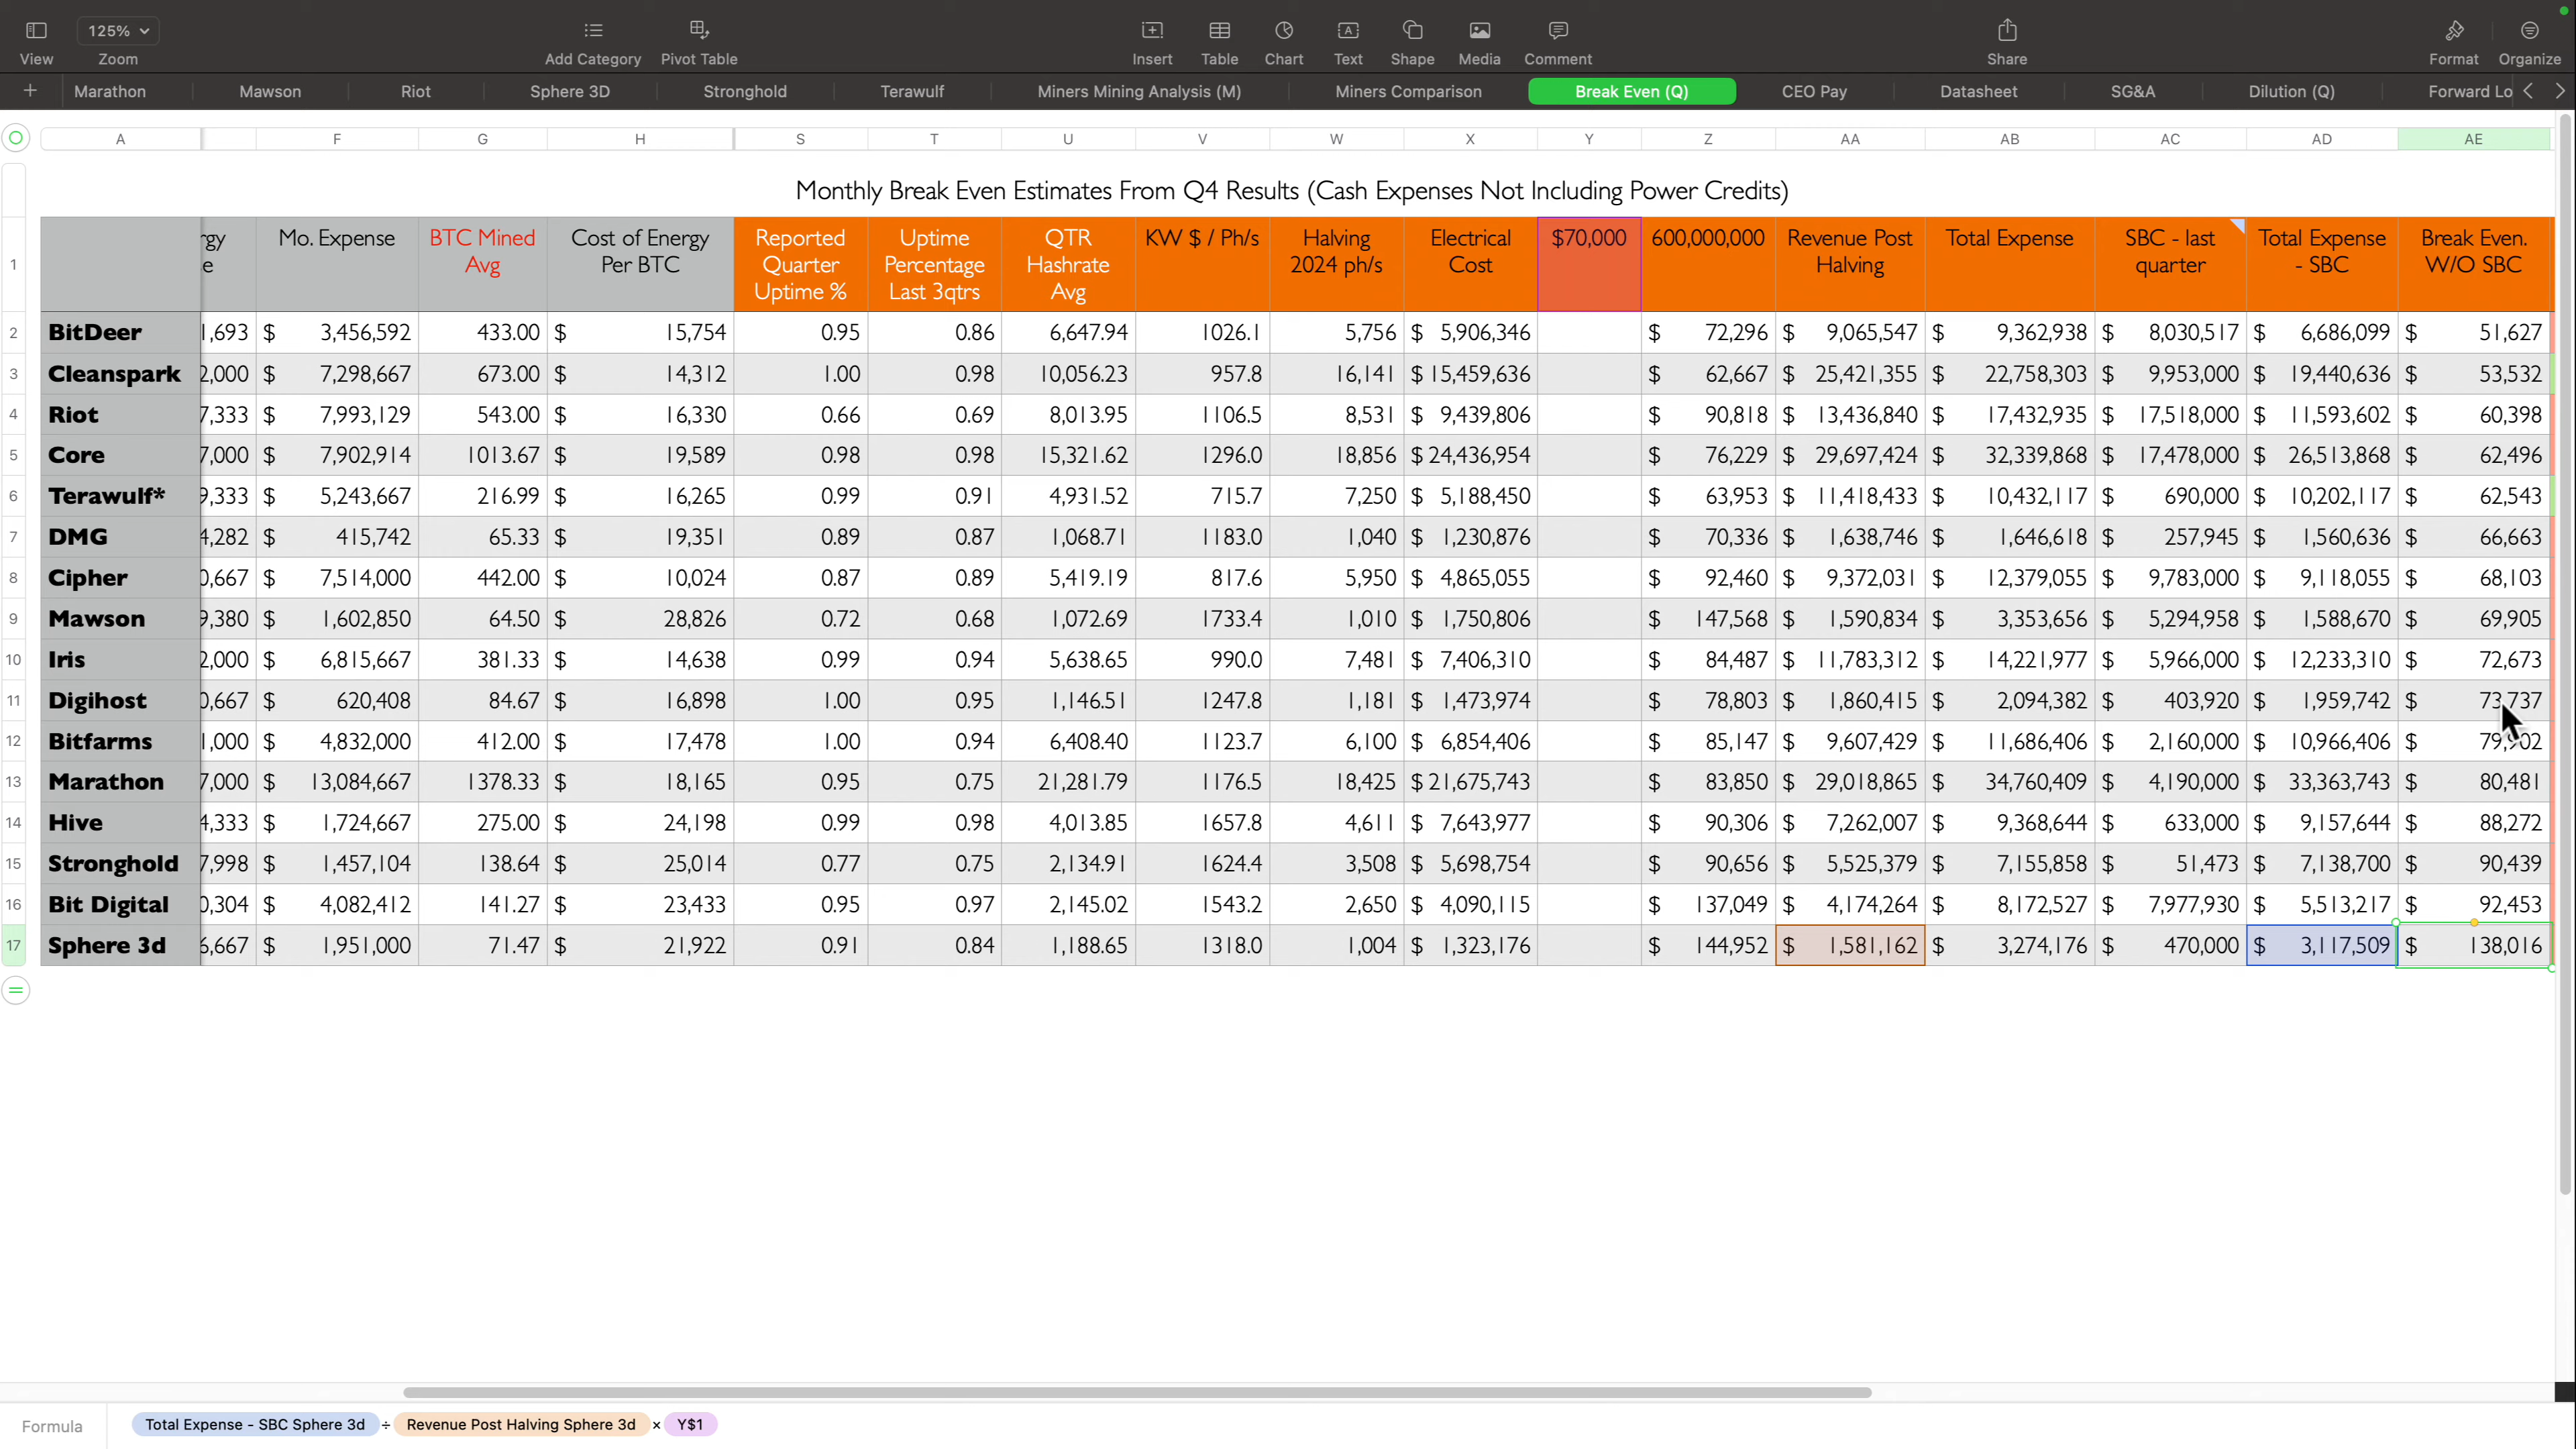 125%
View Zoom Add Category Pivot Table Insert Table Chart Text Shape Media Comment Share Format Organize
+ Marathon Mawson Riot Sphere 3D Stronghold Terawulf Miners Mining Analysis (M) Miners Comparison Break Even (Q) CEO Pay Datasheet SG&A Dilution (Q) Forward Lo
A F G H S T U V W X Y Z AA AB AC AD AE
Monthly Break Even Estimates From Q4 Results (Cash Expenses Not Including Power Credits)
1 rgy e Mo. Expense BTC Mined Avg Cost of Energy Per BTC Reported Quarter Uptime % Uptime Percentage Last 3qtrs QTR Hashrate Avg KW $ / Ph/s Halving 2024 ph/s Electrical Cost $70,000 600,000,000 Revenue Post Halving Total Expense SBC - last quarter Total Expense - SBC Break Even. W/O SBC
2 BitDeer 1,693 $ 3,456,592 433.00 $ 15,754 0.95 0.86 6,647.94 1026.1 5,756 $ 5,906,346 $ 72,296 $ 9,065,547 $ 9,362,938 $ 8,030,517 $ 6,686,099 $ 51,627
3 Cleanspark 2,000 $ 7,298,667 673.00 $ 14,312 1.00 0.98 10,056.23 957.8 16,141 $ 15,459,636 $ 62,667 $ 25,421,355 $ 22,758,303 $ 9,953,000 $ 19,440,636 $ 53,532
4 Riot 7,333 $ 7,993,129 543.00 $ 16,330 0.66 0.69 8,013.95 1106.5 8,531 $ 9,439,806 $ 90,818 $ 13,436,840 $ 17,432,935 $ 17,518,000 $ 11,593,602 $ 60,398
5 Core 7,000 $ 7,902,914 1013.67 $ 19,589 0.98 0.98 15,321.62 1296.0 18,856 $ 24,436,954 $ 76,229 $ 29,697,424 $ 32,339,868 $ 17,478,000 $ 26,513,868 $ 62,496
6 Terawulf* 9,333 $ 5,243,667 216.99 $ 16,265 0.99 0.91 4,931.52 715.7 7,250 $ 5,188,450 $ 63,953 $ 11,418,433 $ 10,432,117 $ 690,000 $ 10,202,117 $ 62,543
7 DMG 4,282 $ 415,742 65.33 $ 19,351 0.89 0.87 1,068.71 1183.0 1,040 $ 1,230,876 $ 70,336 $ 1,638,746 $ 1,646,618 $ 257,945 $ 1,560,636 $ 66,663
8 Cipher 0,667 $ 7,514,000 442.00 $ 10,024 0.87 0.89 5,419.19 817.6 5,950 $ 4,865,055 $ 92,460 $ 9,372,031 $ 12,379,055 $ 9,783,000 $ 9,118,055 $ 68,103
9 Mawson 9,380 $ 1,602,850 64.50 $ 28,826 0.72 0.68 1,072.69 1733.4 1,010 $ 1,750,806 $ 147,568 $ 1,590,834 $ 3,353,656 $ 5,294,958 $ 1,588,670 $ 69,905
10 Iris 2,000 $ 6,815,667 381.33 $ 14,638 0.99 0.94 5,638.65 990.0 7,481 $ 7,406,310 $ 84,487 $ 11,783,312 $ 14,221,977 $ 5,966,000 $ 12,233,310 $ 72,673
11 Digihost 0,667 $ 620,408 84.67 $ 16,898 1.00 0.95 1,146.51 1247.8 1,181 $ 1,473,974 $ 78,803 $ 1,860,415 $ 2,094,382 $ 403,920 $ 1,959,742 $ 73,737
12 Bitfarms 1,000 $ 4,832,000 412.00 $ 17,478 1.00 0.94 6,408.40 1123.7 6,100 $ 6,854,406 $ 85,147 $ 9,607,429 $ 11,686,406 $ 2,160,000 $ 10,966,406 $ 79,902
13 Marathon 7,000 $ 13,084,667 1378.33 $ 18,165 0.95 0.75 21,281.79 1176.5 18,425 $ 21,675,743 $ 83,850 $ 29,018,865 $ 34,760,409 $ 4,190,000 $ 33,363,743 $ 80,481
14 Hive 4,333 $ 1,724,667 275.00 $ 24,198 0.99 0.98 4,013.85 1657.8 4,611 $ 7,643,977 $ 90,306 $ 7,262,007 $ 9,368,644 $ 633,000 $ 9,157,644 $ 88,272
15 Stronghold 7,998 $ 1,457,104 138.64 $ 25,014 0.77 0.75 2,134.91 1624.4 3,508 $ 5,698,754 $ 90,656 $ 5,525,379 $ 7,155,858 $ 51,473 $ 7,138,700 $ 90,439
16 Bit Digital 0,304 $ 4,082,412 141.27 $ 23,433 0.95 0.97 2,145.02 1543.2 2,650 $ 4,090,115 $ 137,049 $ 4,174,264 $ 8,172,527 $ 7,977,930 $ 5,513,217 $ 92,453
17 Sphere 3d 6,667 $ 1,951,000 71.47 $ 21,922 0.91 0.84 1,188.65 1318.0 1,004 $ 1,323,176 $ 144,952 $ 1,581,162 $ 3,274,176 $ 470,000 $ 3,117,509 $ 138,016
Formula Total Expense - SBC Sphere 3d ÷ Revenue Post Halving Sphere 3d × Y$1